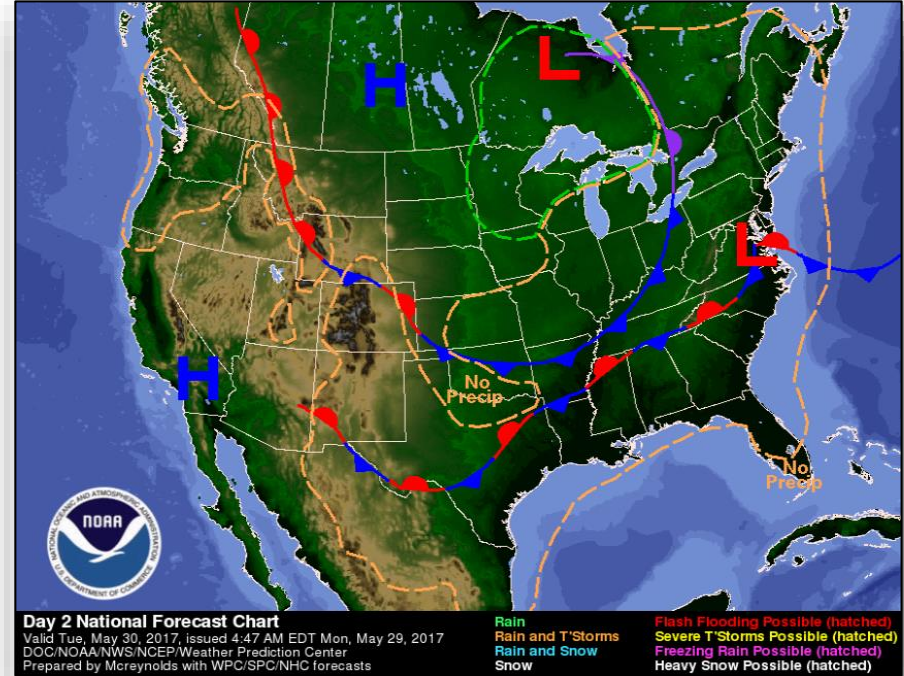 H
L
L
H
No
Precip
No
Precip
NATIONAL OCEANIC AND ATMOSPHERIC ADMINISTRATION
NOAA
U.S. DEPARTMENT OF COMMERCE
Day 2 National Forecast Chart
Valid Tue, May 30, 2017, issued 4:47 AM EDT Mon, May 29, 2017
DOC/NOAA/NWS/NCEP/Weather Prediction Center
Prepared by Mcreynolds with WPC/SPC/NHC forecasts
Rain
Rain and T'Storms
Rain and Snow
Snow
Flash Flooding Possible (hatched)
Severe T'Storms Possible (hatched)
Freezing Rain Possible (hatched)
Heavy Snow Possible (hatched)